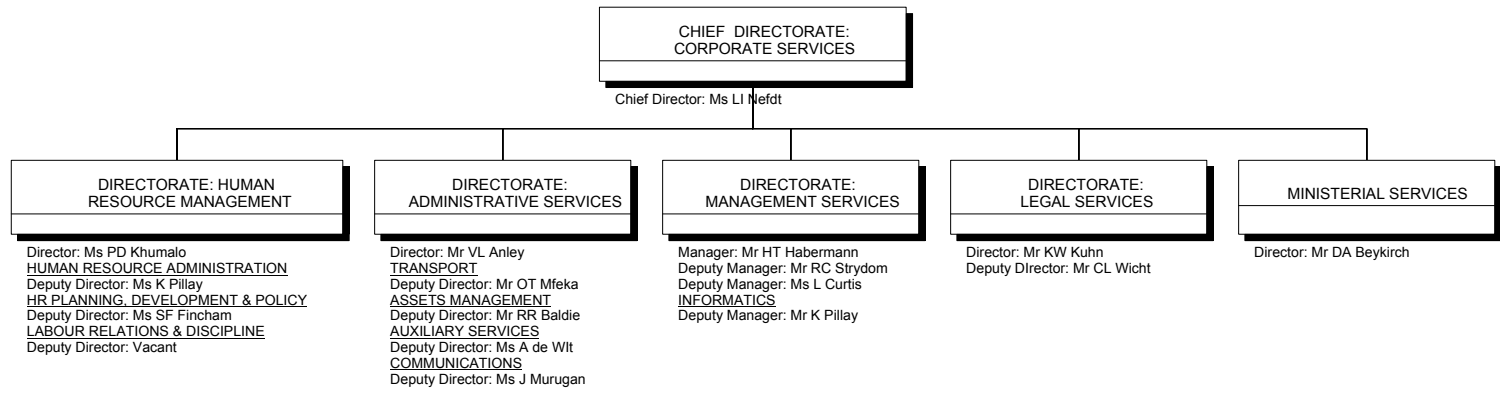 CHIEF DIRECTORATE:
CORPORATE SERVICES
Chief Director: Ms LI Nefdt
DIRECTORATE: HUMAN
RESOURCE MANAGEMENT
Director: Ms PD Khumalo
HUMAN RESOURCE ADMINISTRATION
Deputy Director: Ms K Pillay
HR PLANNING, DEVELOPMENT & POLICY
Deputy Director: Ms SF Fincham
LABOUR RELATIONS & DISCIPLINE
Deputy Director: Vacant
DIRECTORATE:
ADMINISTRATIVE SERVICES
Director: Mr VL Anley
TRANSPORT
Deputy Director: Mr OT Mfeka
ASSETS MANAGEMENT
Deputy Director: Mr RR Baldie
AUXILIARY SERVICES
Deputy Director: Ms A de WIt
COMMUNICATIONS
Deputy Director: Ms J Murugan
DIRECTORATE:
MANAGEMENT SERVICES
Manager: Mr HT Habermann
Deputy Manager: Mr RC Strydom
Deputy Manager: Ms L Curtis
INFORMATICS
Deputy Manager: Mr K Pillay
DIRECTORATE:
LEGAL SERVICES
Director: Mr KW Kuhn
Deputy DIrector: Mr CL Wicht
MINISTERIAL SERVICES
Director: Mr DA Beykirch